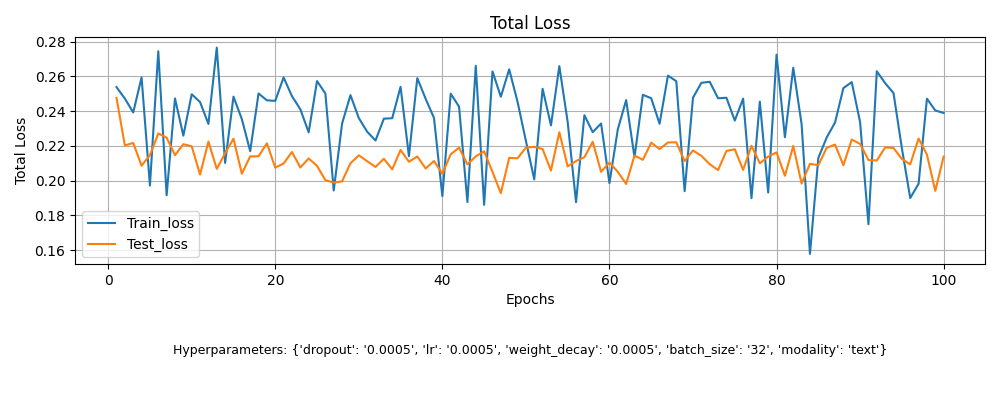 Total Loss
0.28
0.26
0.24
0.22
0.20
0.18
0.16
Total Loss
Train_loss
Test_loss
0
20
40
60
80
100
Epochs
Hyperparameters: {'dropout': '0.0005', 'lr': '0.0005', 'weight_decay': '0.0005', 'batch_size': '32', 'modality': 'text'}